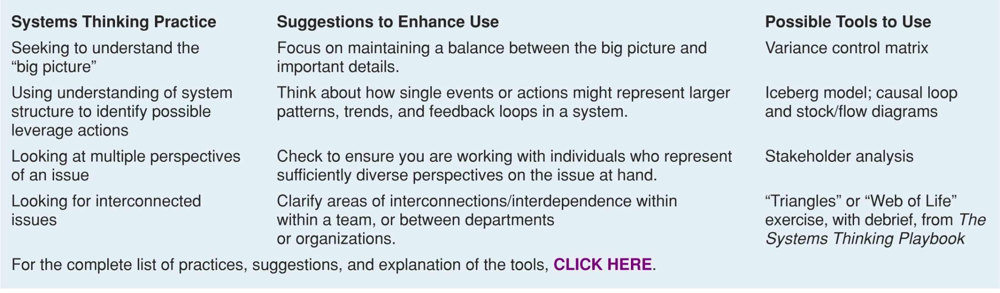 Systems Thinking Practice
Suggestions to Enhance Use
Possible Tools to Use
Seeking to understand the
“big picture”
Focus on maintaining a balance between the big picture and
important details.
Variance control matrix
Using understanding of system
structure to identify possible
leverage actions
Think about how single events or actions might represent larger
patterns, trends, and feedback loops in a system.
Iceberg model; causal loop
and stock/flow diagrams
Looking at multiple perspectives
of an issue
Check to ensure you are working with individuals who represent
sufficiently diverse perspectives on the issue at hand.
Stakeholder analysis
Looking for interconnected
issues
Clarify areas of interconnections/interdependence within
within a team, or between departments
or organizations.
“Triangles” or “Web of Life”
exercise, with debrief, from The
Systems Thinking Playbook
For the complete list of practices, suggestions, and explanation of the tools, CLICK HERE.